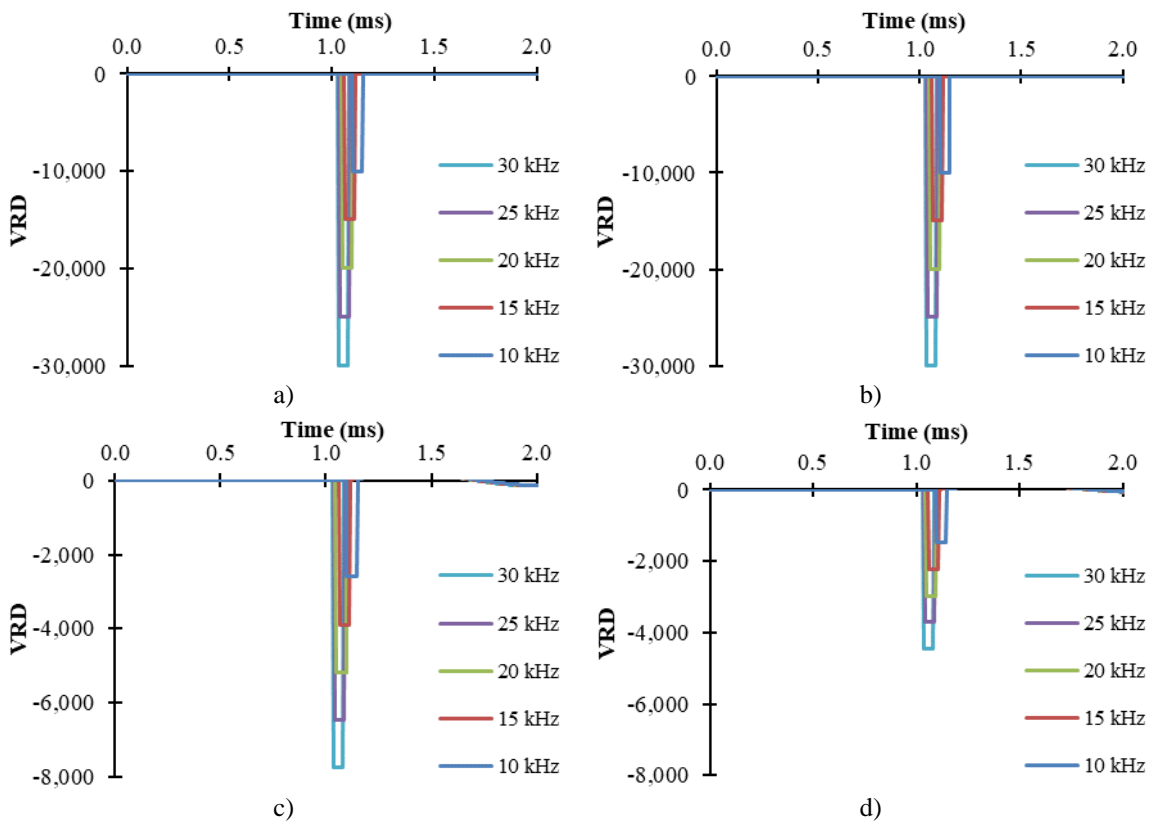 Time (ms)
0.0 0.5 1.0 1.5 2.0
0
-10,000
-20,000
-30,000
VRD
30 kHz
25 kHz
20 kHz
15 kHz
10 kHz
a)
Time (ms)
0.0 0.5 1.0 1.5 2.0
0
-10,000
-20,000
-30,000
VRD
30 kHz
25 kHz
20 kHz
15 kHz
10 kHz
b)
Time (ms)
0.0 0.5 1.0 1.5 2.0
0
-2,000
-4,000
-6,000
-8,000
VRD
30 kHz
25 kHz
20 kHz
15 kHz
10 kHz
c)
Time (ms)
0.0 0.5 1.0 1.5 2.0
0
-2,000
-4,000
-6,000
-8,000
VRD
30 kHz
25 kHz
20 kHz
15 kHz
10 kHz
d)